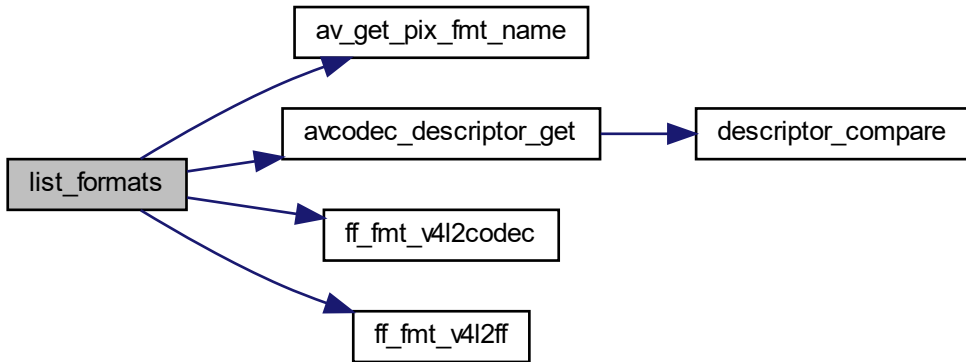 av_get_pix_fmt_name
avcodec_descriptor_get
descriptor_compare
list_formats
ff_fmt_v4l2codec
ff_fmt_v4l2ff